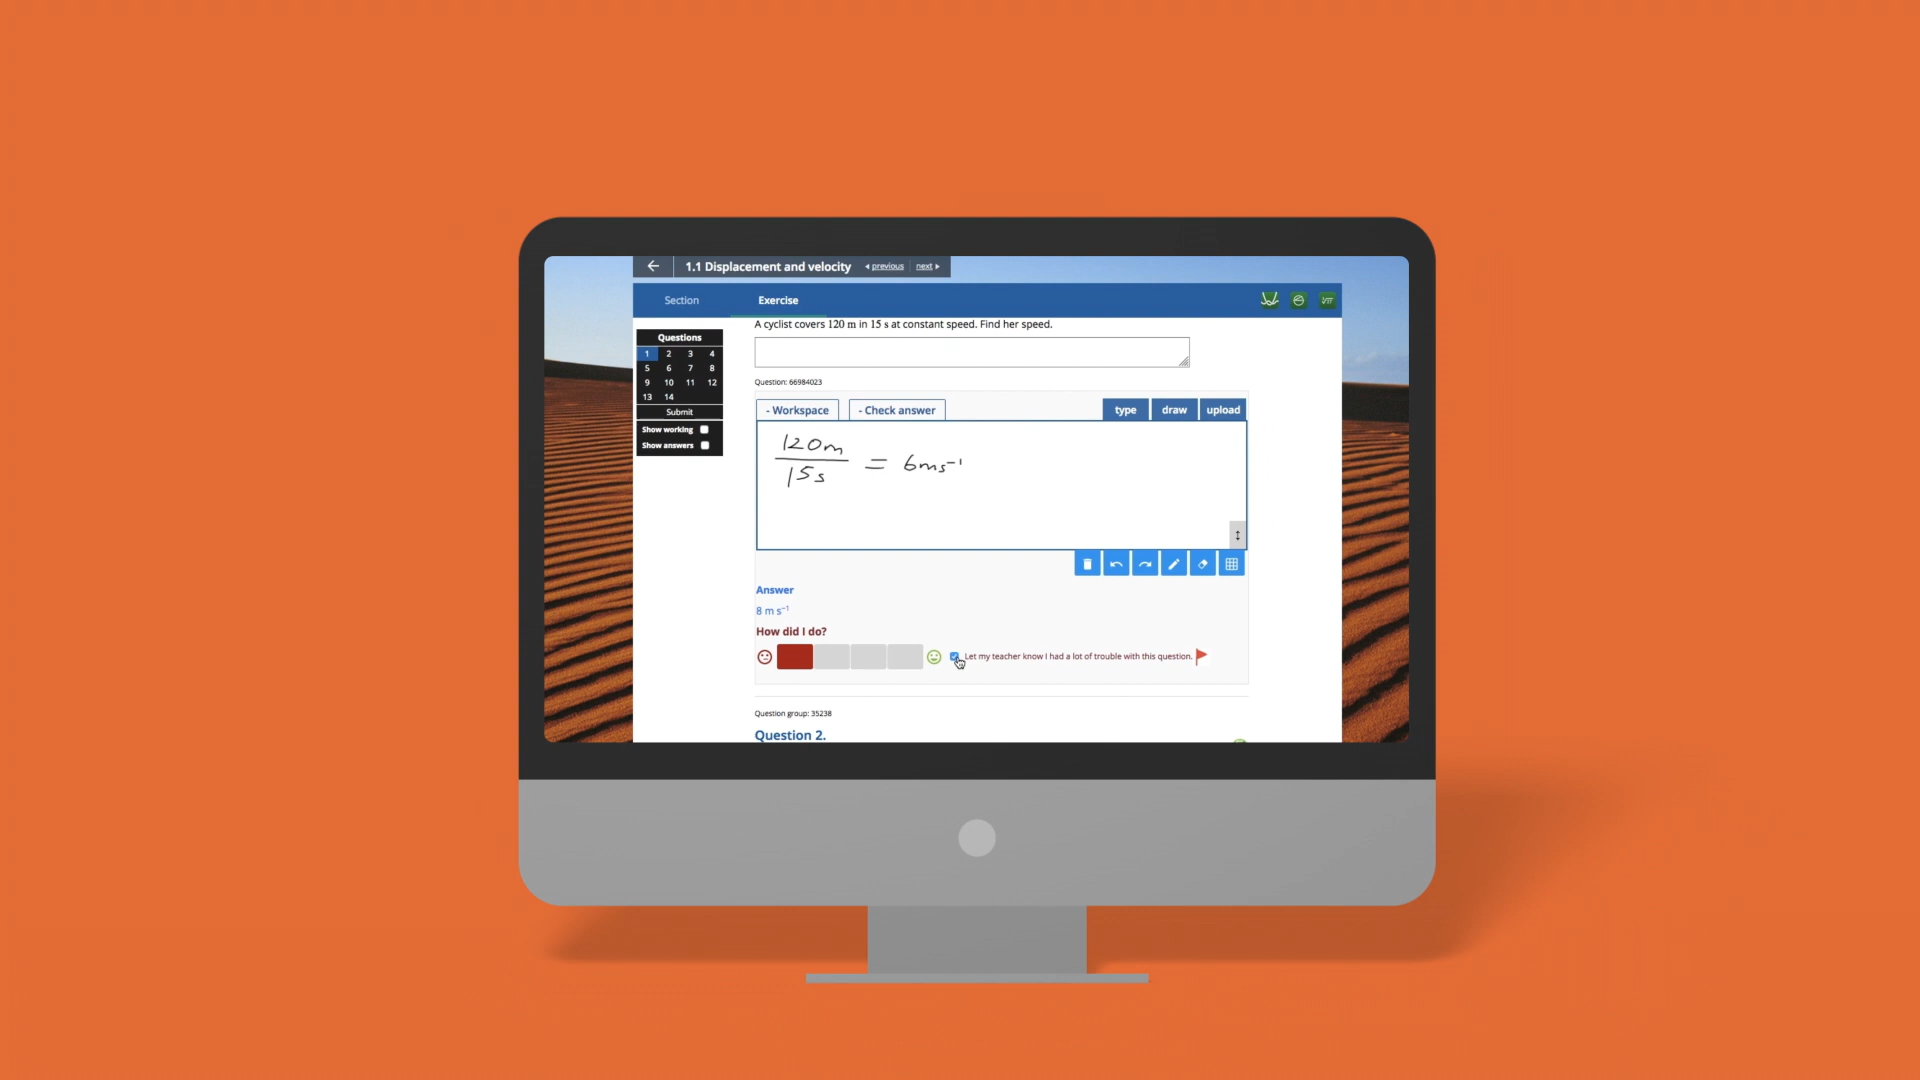 1.1 Displacement and velocity previous next
Section Exercise
A cyclist covers 120 m in 15 s at constant speed. Find her speed.
Questions
1 2 3 4
5 6 7 8
9 10 11 12
13 14
Submit
Show working
Show answers
Question: 66984023
- Workspace - Check answer type draw upload
120m
15s
= 6ms⁻¹
Answer
8 m s⁻¹
How did I do?
Let my teacher know I had a lot of trouble with this question.
Question group: 35238
Question 2.